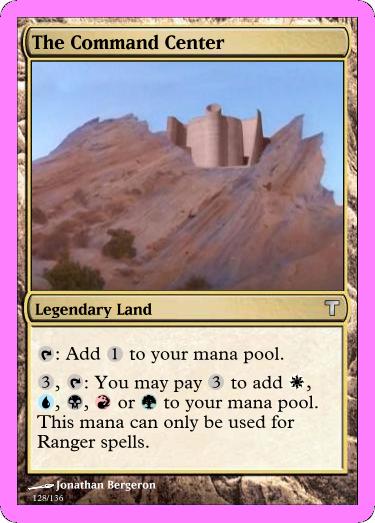 The Command Center
Legendary Land
T
: Add 1 to your mana pool.
3, : You may pay 3 to add ,
, , or to your mana pool.
This mana can only be used for
Ranger spells.
Jonathan Bergeron
128/136